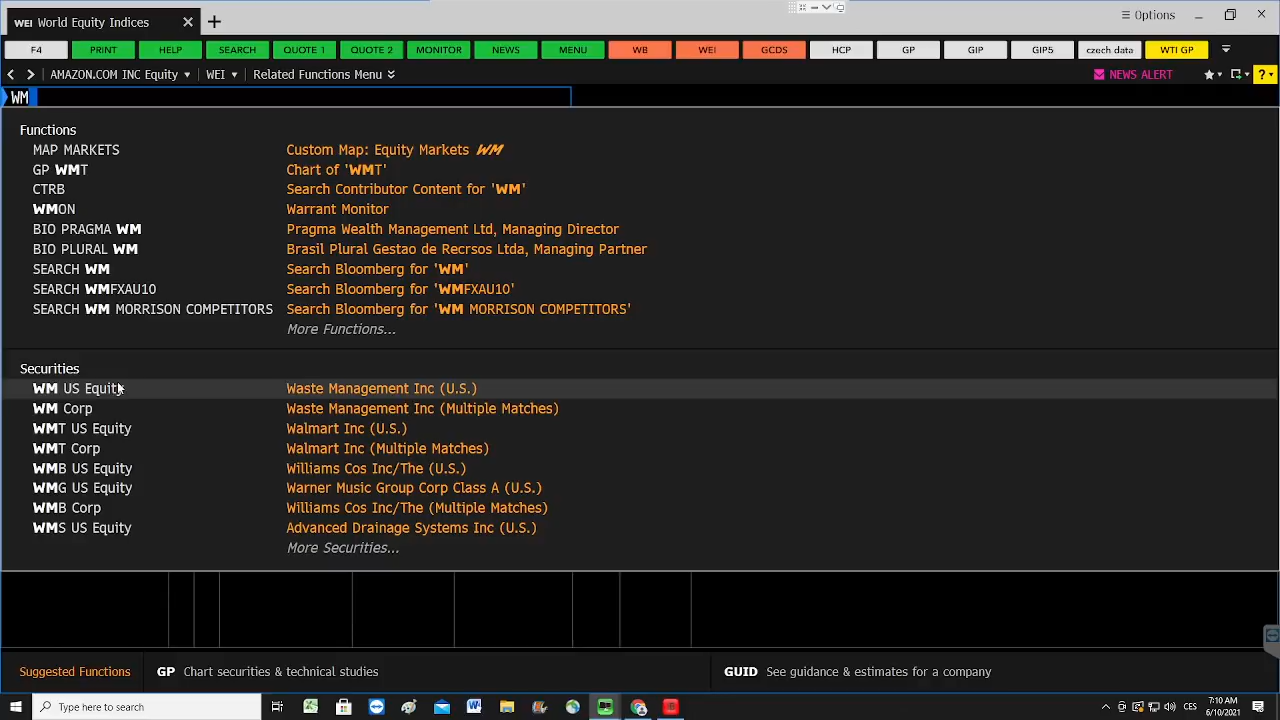 WEI World Equity Indices
Options
F4 PRINT HELP SEARCH QUOTE 1 QUOTE 2 MONITOR NEWS MENU WB WEI GCDS HCP GP GIP GIP5 czech data WTI GP
AMAZON.COM INC Equity WEI Related Functions Menu NEWS ALERT ?
WM
Functions
MAP MARKETS Custom Map: Equity Markets WM
GP WMT Chart of 'WMT'
CTRB Search Contributor Content for 'WM'
WMON Warrant Monitor
BIO PRAGMA WM Pragma Wealth Management Ltd, Managing Director
BIO PLURAL WM Brasil Plural Gestao de Recrsos Ltda, Managing Partner
SEARCH WM Search Bloomberg for 'WM'
SEARCH WMFXAU10 Search Bloomberg for 'WMFXAU10'
SEARCH WM MORRISON COMPETITORS Search Bloomberg for 'WM MORRISON COMPETITORS'
More Functions...
Securities
WM US Equity Waste Management Inc (U.S.)
WM Corp Waste Management Inc (Multiple Matches)
WMT US Equity Walmart Inc (U.S.)
WMT Corp Walmart Inc (Multiple Matches)
WMB US Equity Williams Cos Inc/The (U.S.)
WMG US Equity Warner Music Group Corp Class A (U.S.)
WMB Corp Williams Cos Inc/The (Multiple Matches)
WMS US Equity Advanced Drainage Systems Inc (U.S.)
More Securities...
Suggested Functions GP Chart securities & technical studies GUID See guidance & estimates for a company
Type here to search CES 7:10 AM
6/10/2021